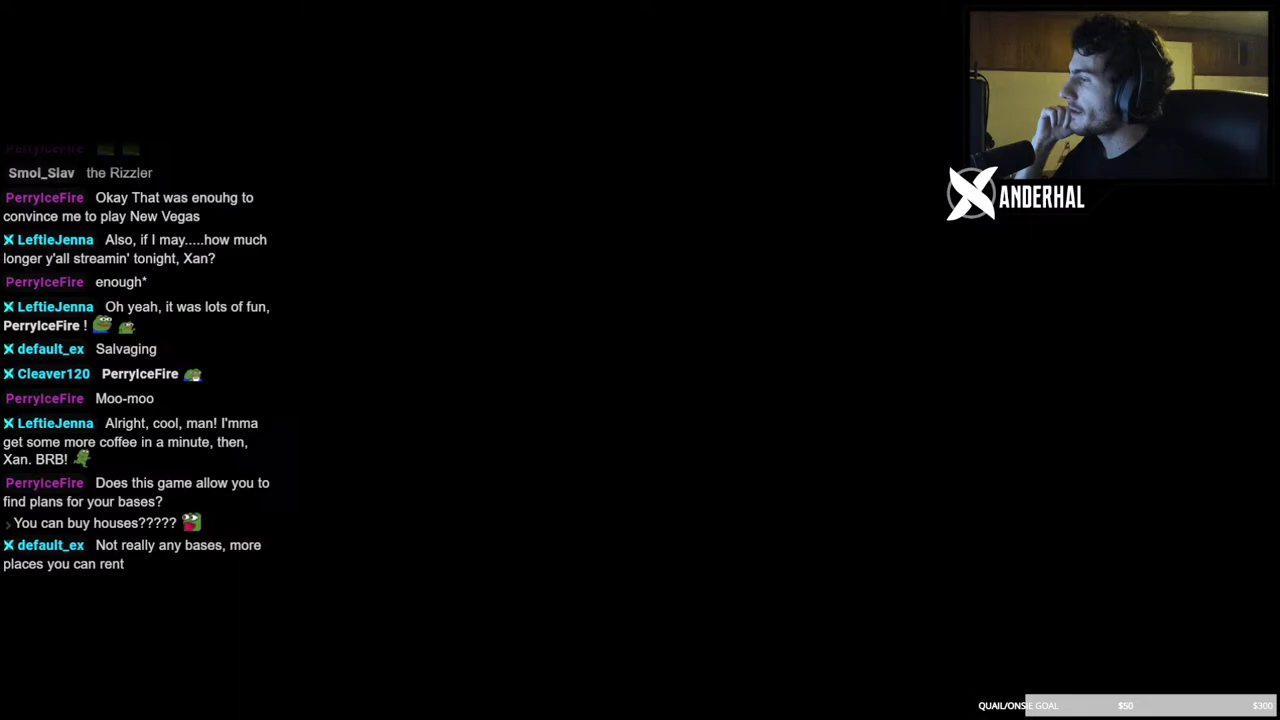 PerryIceFire
Smol_Slav the Rizzler
PerryIceFire Okay That was enouhg to
convince me to play New Vegas
LeftieJenna Also, if I may.....how much
longer y'all streamin' tonight, Xan?
PerryIceFire enough*
LeftieJenna Oh yeah, it was lots of fun,
PerryIceFire !
default_ex Salvaging
Cleaver120 PerryIceFire
PerryIceFire Moo-moo
LeftieJenna Alright, cool, man! I'mma
get some more coffee in a minute, then,
Xan. BRB!
PerryIceFire Does this game allow you to
find plans for your bases?
You can buy houses?????
default_ex Not really any bases, more
places you can rent
XANDERHAL
QUAIL/ONSIE GOAL $50 $300